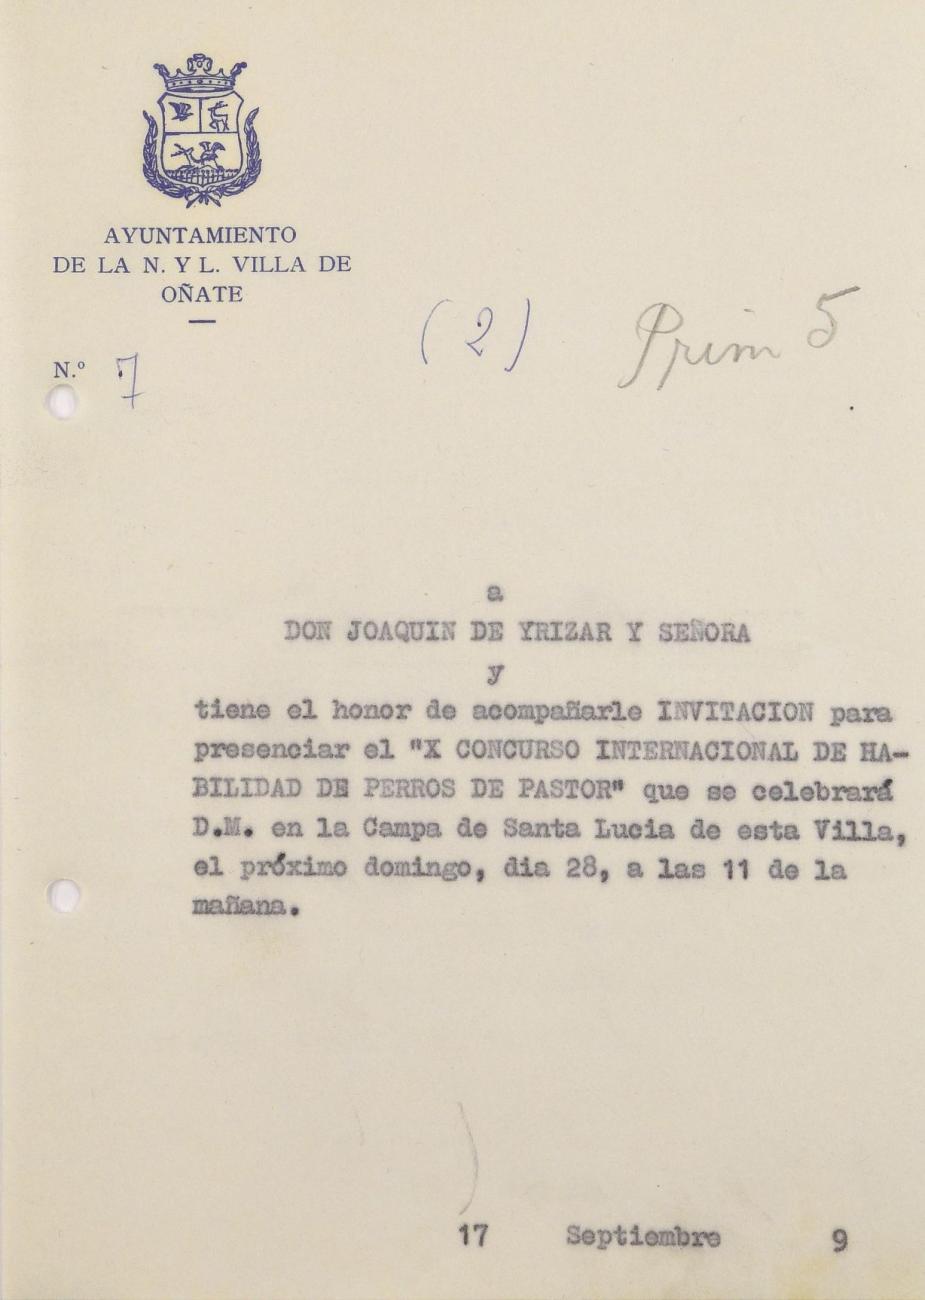 AYUNTAMIENTO
DE LA N. Y L. VILLA DE
OÑATE
N.º 7
(2) Prim 5
a
DON JOAQUIN DE YRIZAR Y SEÑORA
y
tiene el honor de acompañarle INVITACION para
presenciar el "X CONCURSO INTERNACIONAL DE HA-
BILIDAD DE PERROS DE PASTOR" que se celebrará
D.M. en la Campa de Santa Lucia de esta Villa,
el próximo domingo, dia 28, a las 11 de la
mañana.
17 Septiembre 9